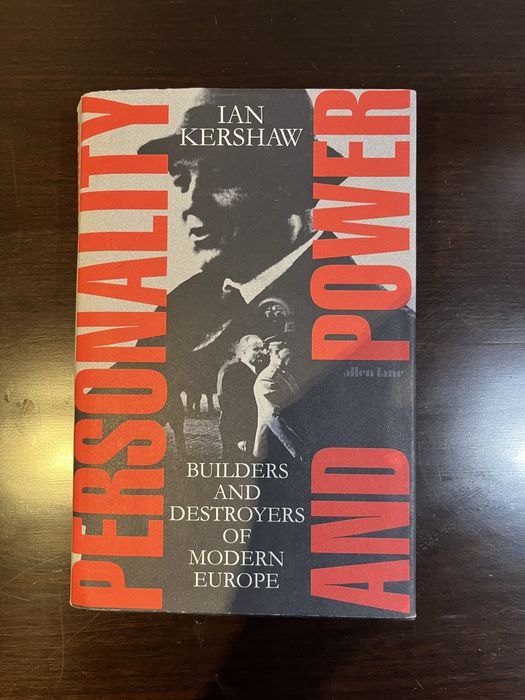 IAN
KERSHAW
PERSONALITY
AND POWER
allen lane
BUILDERS
AND
DESTROYERS
OF
MODERN
EUROPE